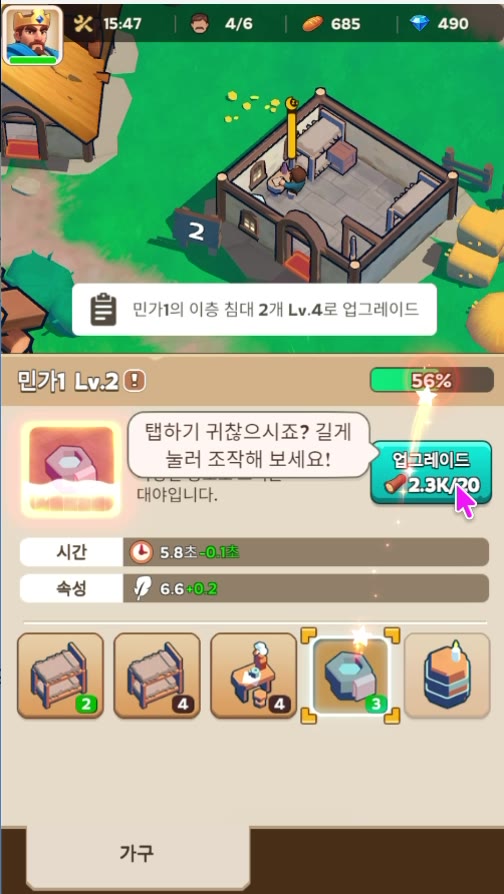 15:47
4/6
685
490
2
민가1의 이층 침대 2개 Lv.4로 업그레이드
민가1 Lv.2
56%
탭하기 귀찮으시죠? 길게
눌러 조작해 보세요!
대야입니다.
업그레이드
2.3K/20
시간 5.8초-0.1초
속성 6.6+0.2
2
4
4
3
가구